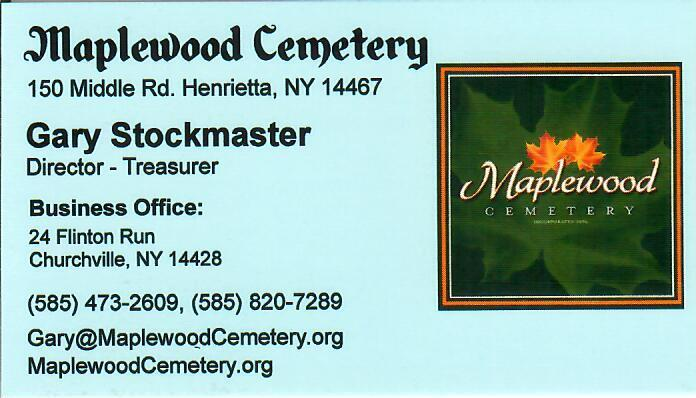 Maplewood Cemetery
150 Middle Rd. Henrietta, NY 14467
Gary Stockmaster
Director - Treasurer
Business Office:
24 Flinton Run
Churchville, NY 14428
(585) 473-2609, (585) 820-7289
Gary@MaplewoodCemetery.org
MaplewoodCemetery.org
Maplewood
CEMETERY